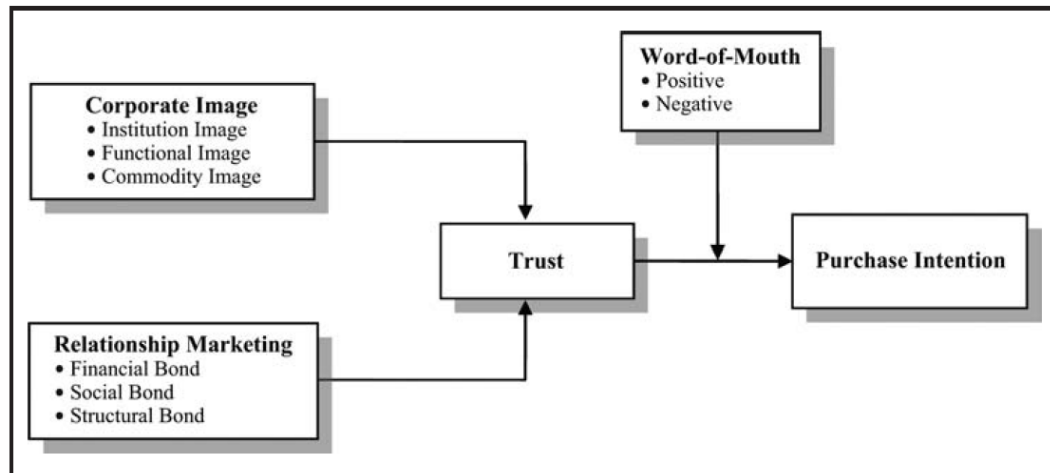 Corporate Image
• Institution Image
• Functional Image
• Commodity Image
Word-of-Mouth
• Positive
• Negative
Trust
Purchase Intention
Relationship Marketing
• Financial Bond
• Social Bond
• Structural Bond